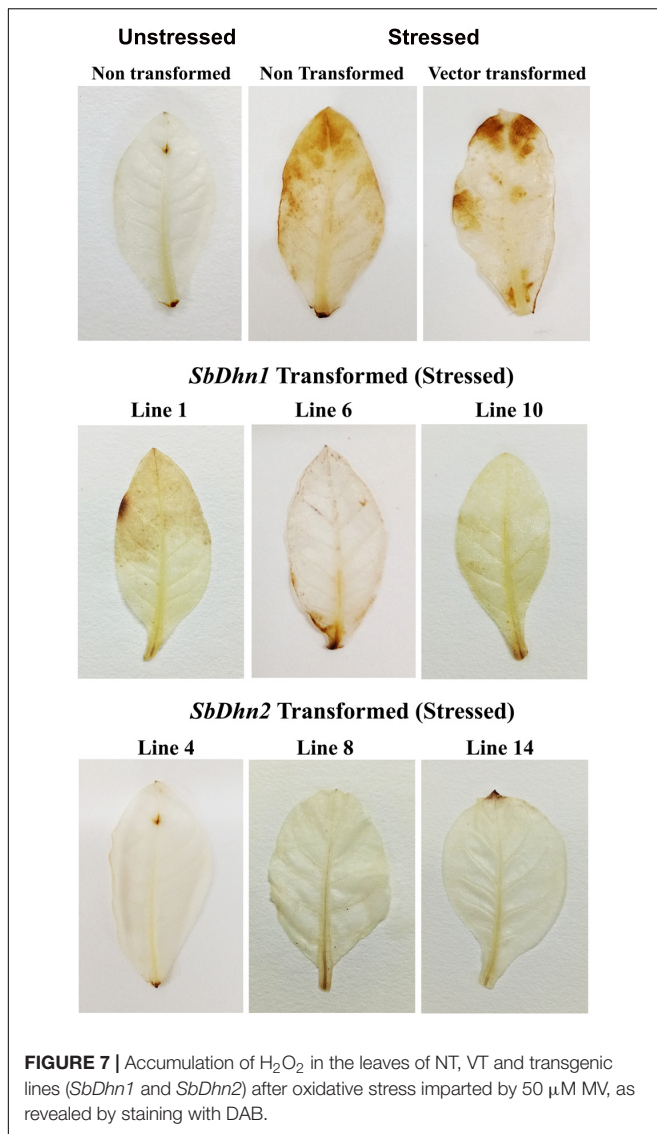 Unstressed Stressed
Non transformed Non Transformed Vector transformed
SbDhn1 Transformed (Stressed)
Line 1 Line 6 Line 10
SbDhn2 Transformed (Stressed)
Line 4 Line 8 Line 14
FIGURE 7 | Accumulation of H₂O₂ in the leaves of NT, VT and transgenic
lines (SbDhn1 and SbDhn2) after oxidative stress imparted by 50 μM MV, as
revealed by staining with DAB.